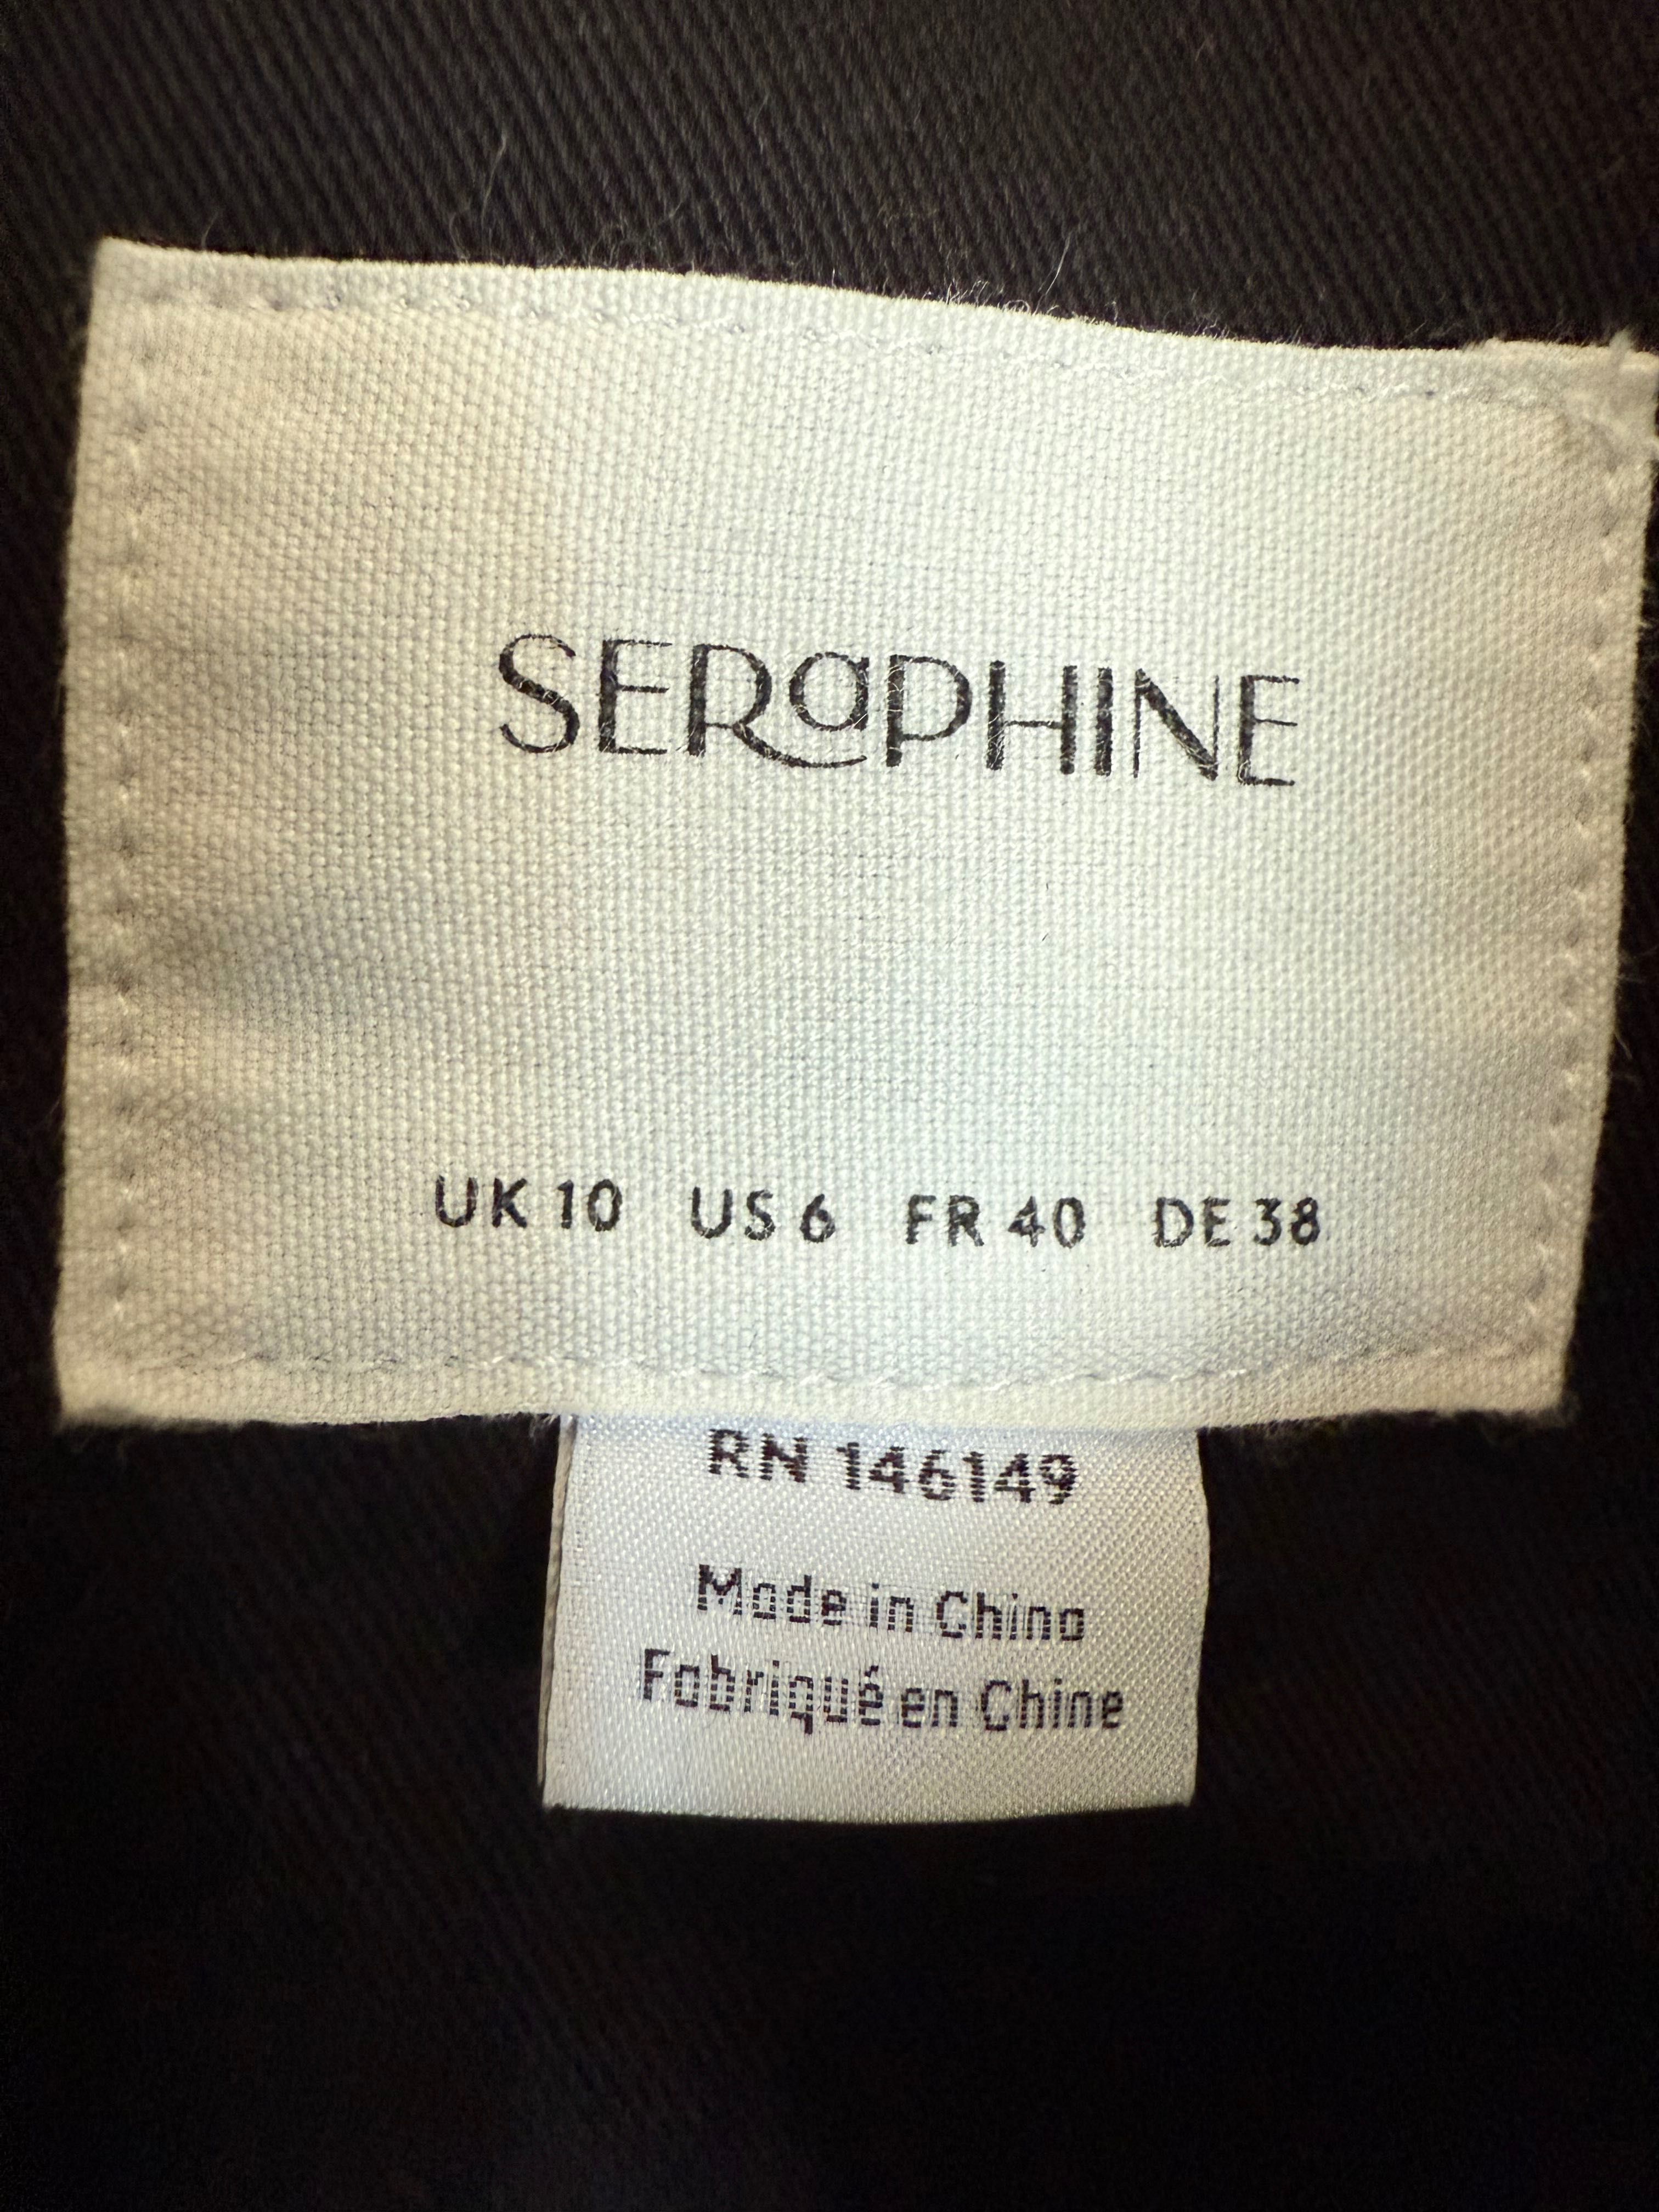 SERaPHINE
UK 10 US 6 FR 40 DE 38
RN 146149
Made in China
Fabriqué en Chine